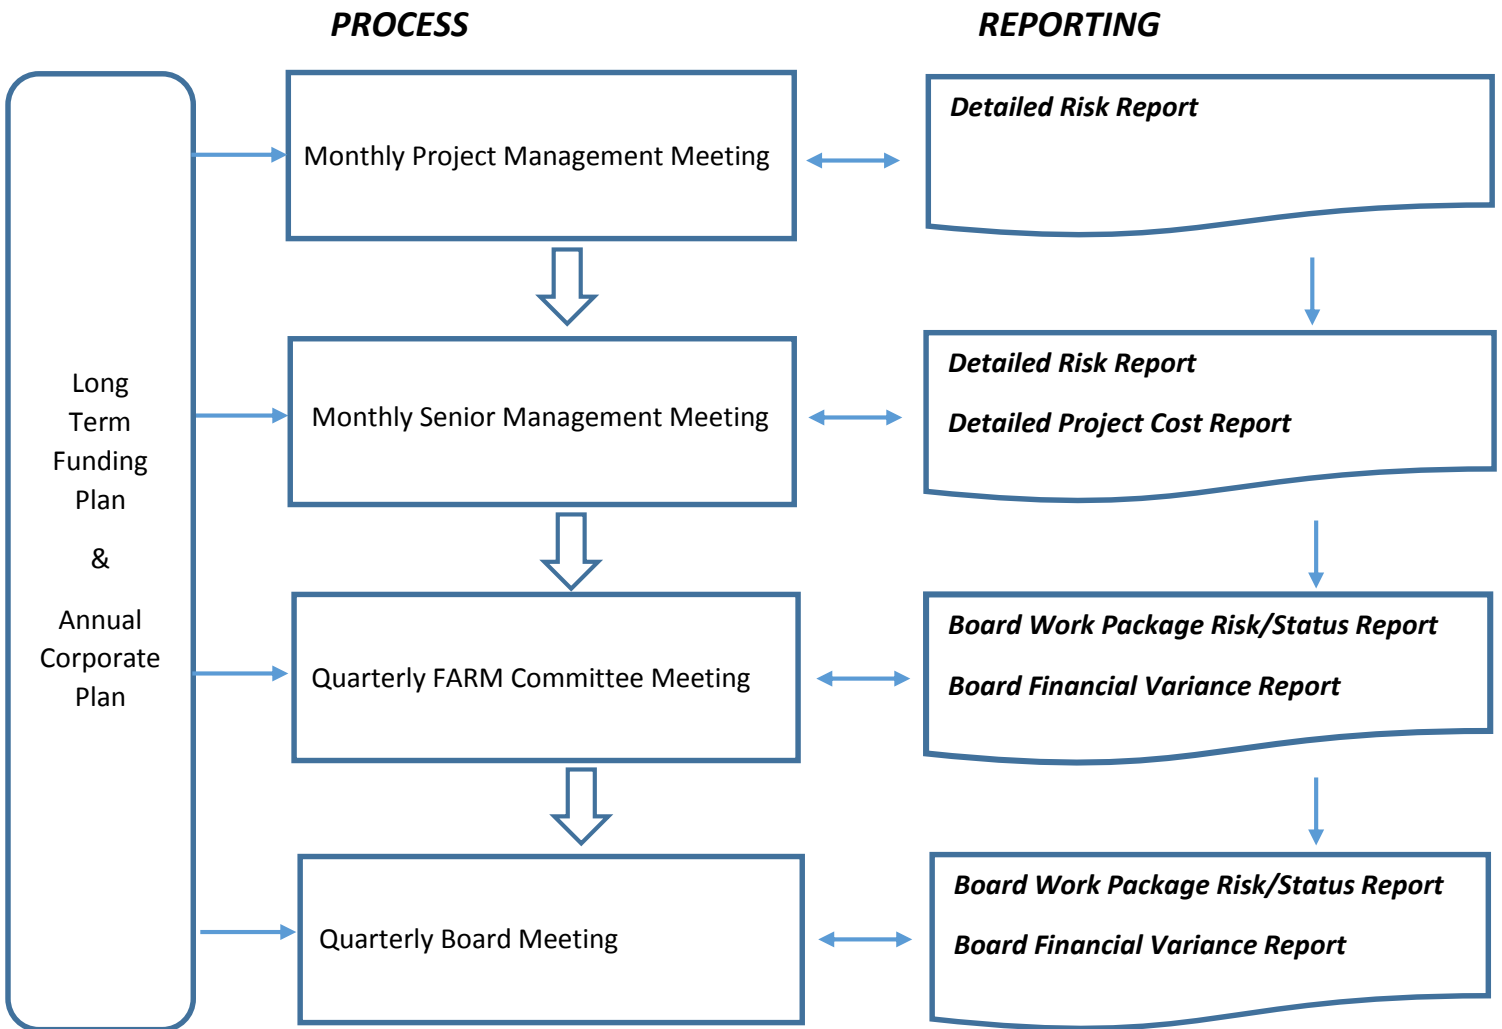 PROCESS
REPORTING
Long
Term
Funding
Plan
&
Annual
Corporate
Plan
Monthly Project Management Meeting
Detailed Risk Report
Monthly Senior Management Meeting
Detailed Risk Report
Detailed Project Cost Report
Quarterly FARM Committee Meeting
Board Work Package Risk/Status Report
Board Financial Variance Report
Quarterly Board Meeting
Board Work Package Risk/Status Report
Board Financial Variance Report